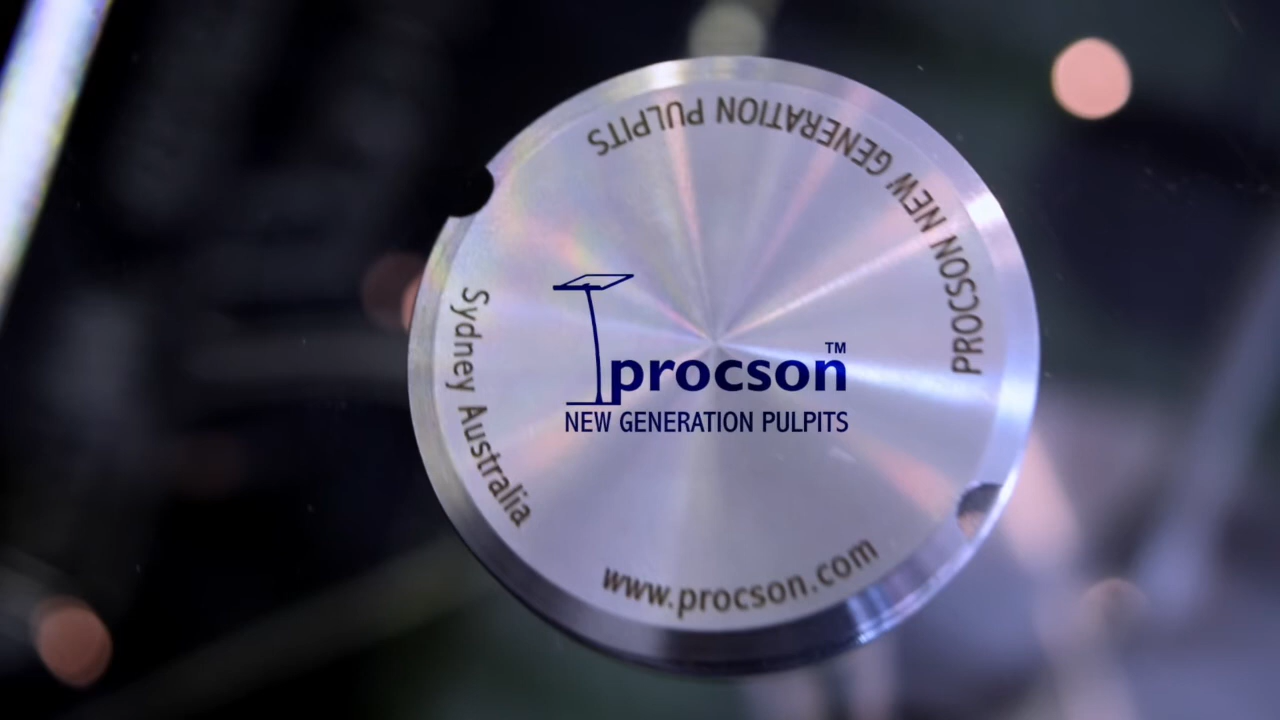 PROCSON NEW GENERATION PULPITS
procson™
NEW GENERATION PULPITS
Sydney Australia
www.procson.com